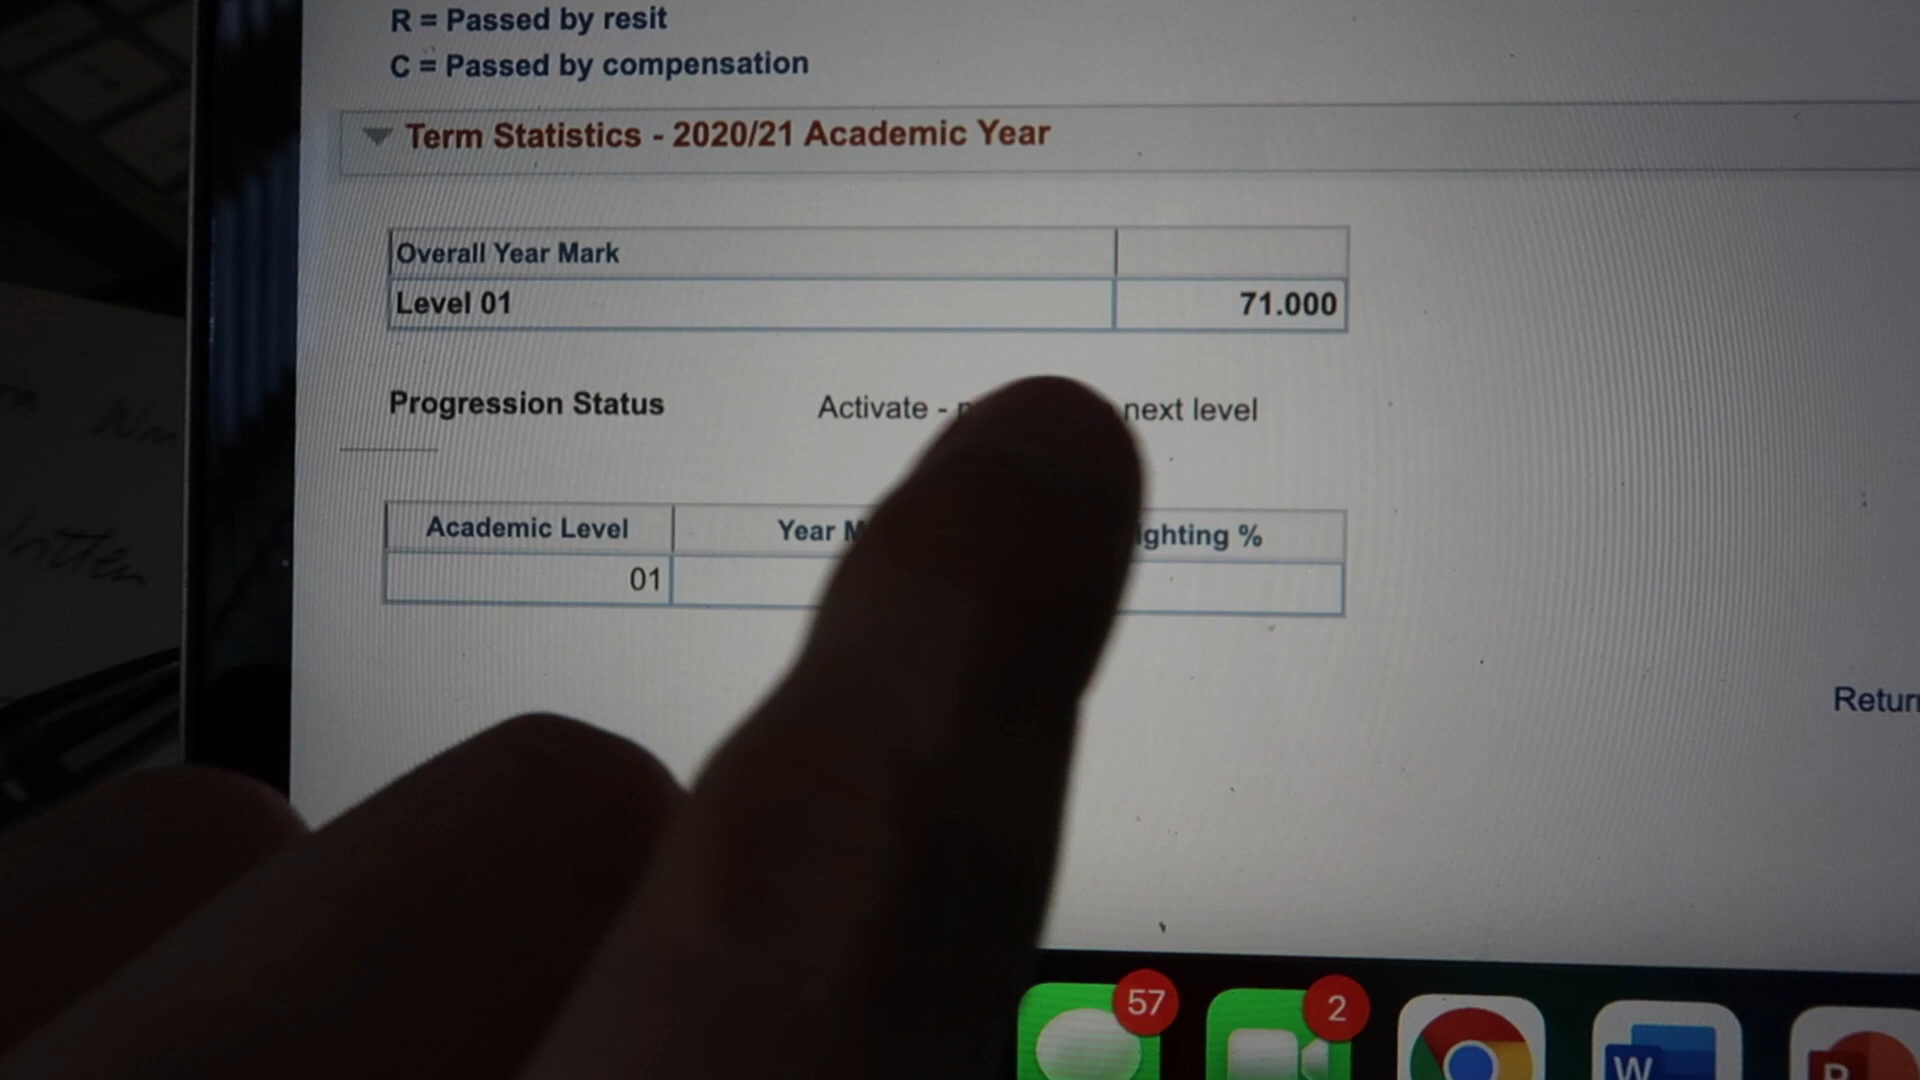 R = Passed by resit
C = Passed by compensation
Term Statistics - 2020/21 Academic Year
Overall Year Mark
Level 01 71.000
Progression Status Activate - next level
Academic Level Year
01
57
2
W
P